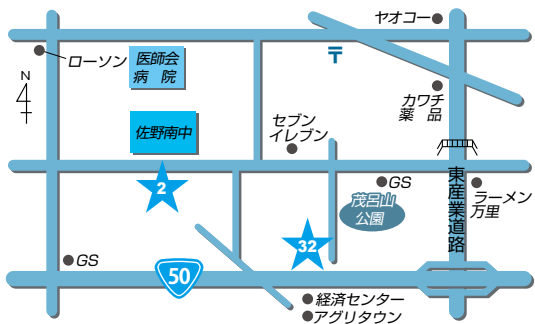 ヤオコー
〒
ローソン
医師会
病　院
N
カワチ
薬　品
佐野南中
セブン
イレブン
2
GS
茂呂山
公園
東産業道路
ラーメン
万里
32
GS
50
経済センター
アグリタウン